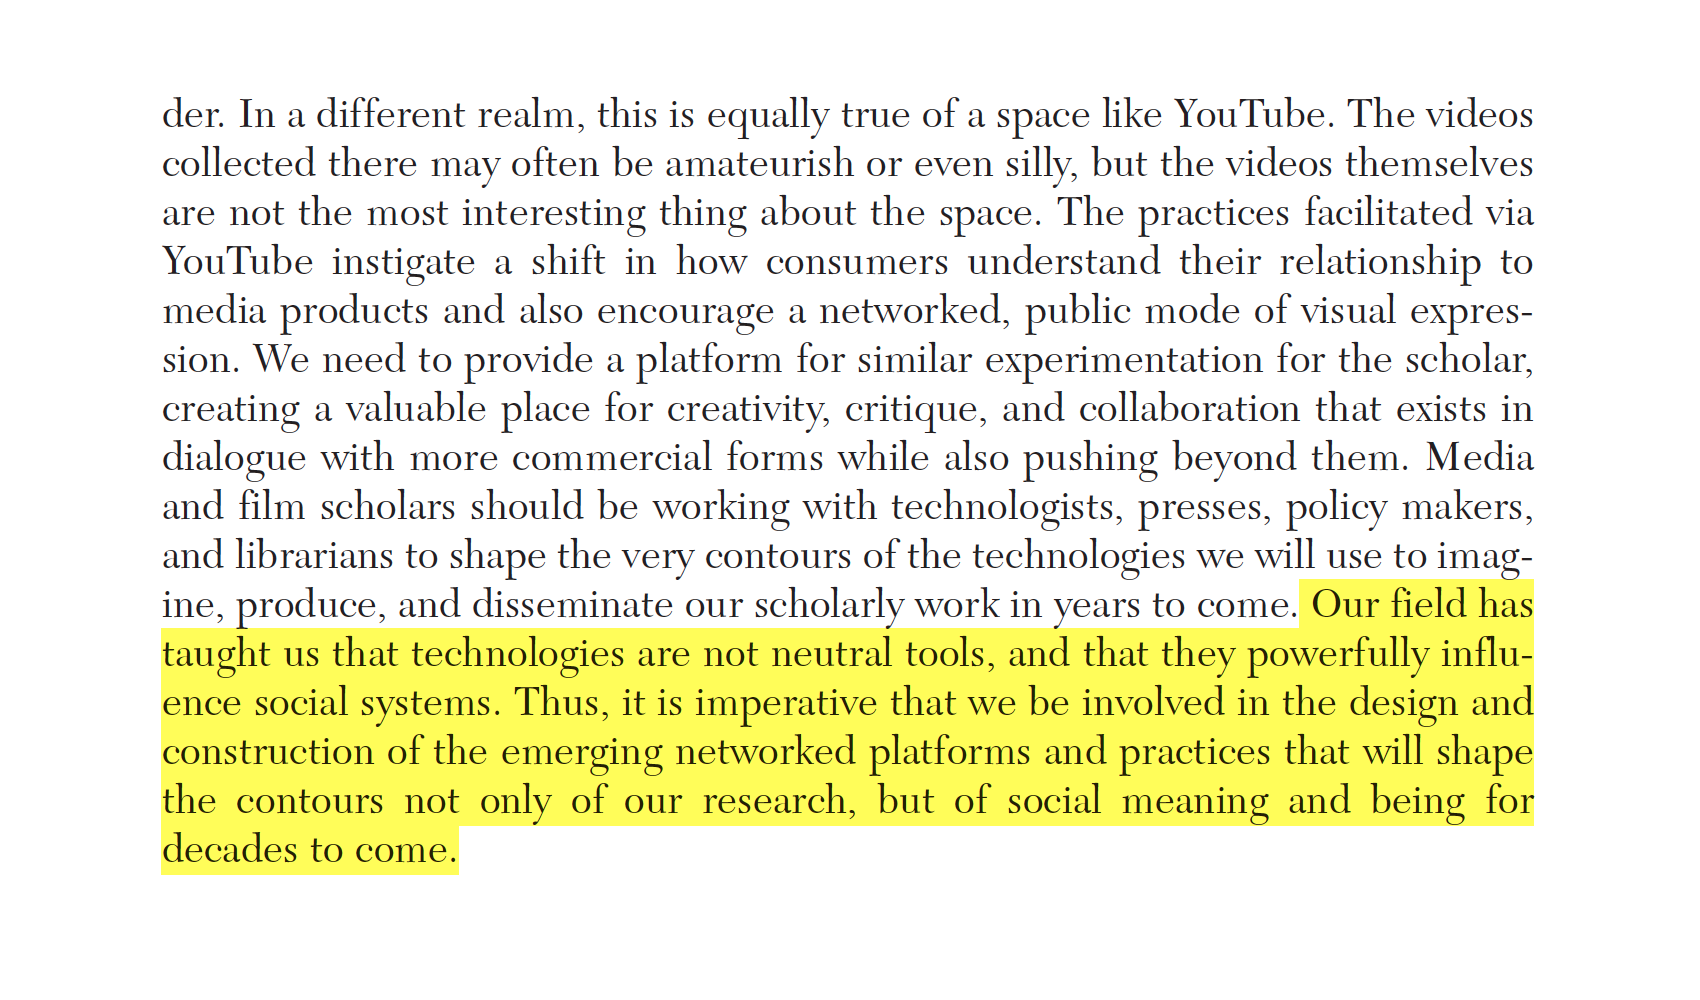 der. In a different realm, this is equally true of a space like YouTube. The videos
collected there may often be amateurish or even silly, but the videos themselves
are not the most interesting thing about the space. The practices facilitated via
YouTube instigate a shift in how consumers understand their relationship to
media products and also encourage a networked, public mode of visual expres-
sion. We need to provide a platform for similar experimentation for the scholar,
creating a valuable place for creativity, critique, and collaboration that exists in
dialogue with more commercial forms while also pushing beyond them. Media
and film scholars should be working with technologists, presses, policy makers,
and librarians to shape the very contours of the technologies we will use to imag-
ine, produce, and disseminate our scholarly work in years to come. Our field has
taught us that technologies are not neutral tools, and that they powerfully influ-
ence social systems. Thus, it is imperative that we be involved in the design and
construction of the emerging networked platforms and practices that will shape
the contours not only of our research, but of social meaning and being for
decades to come.